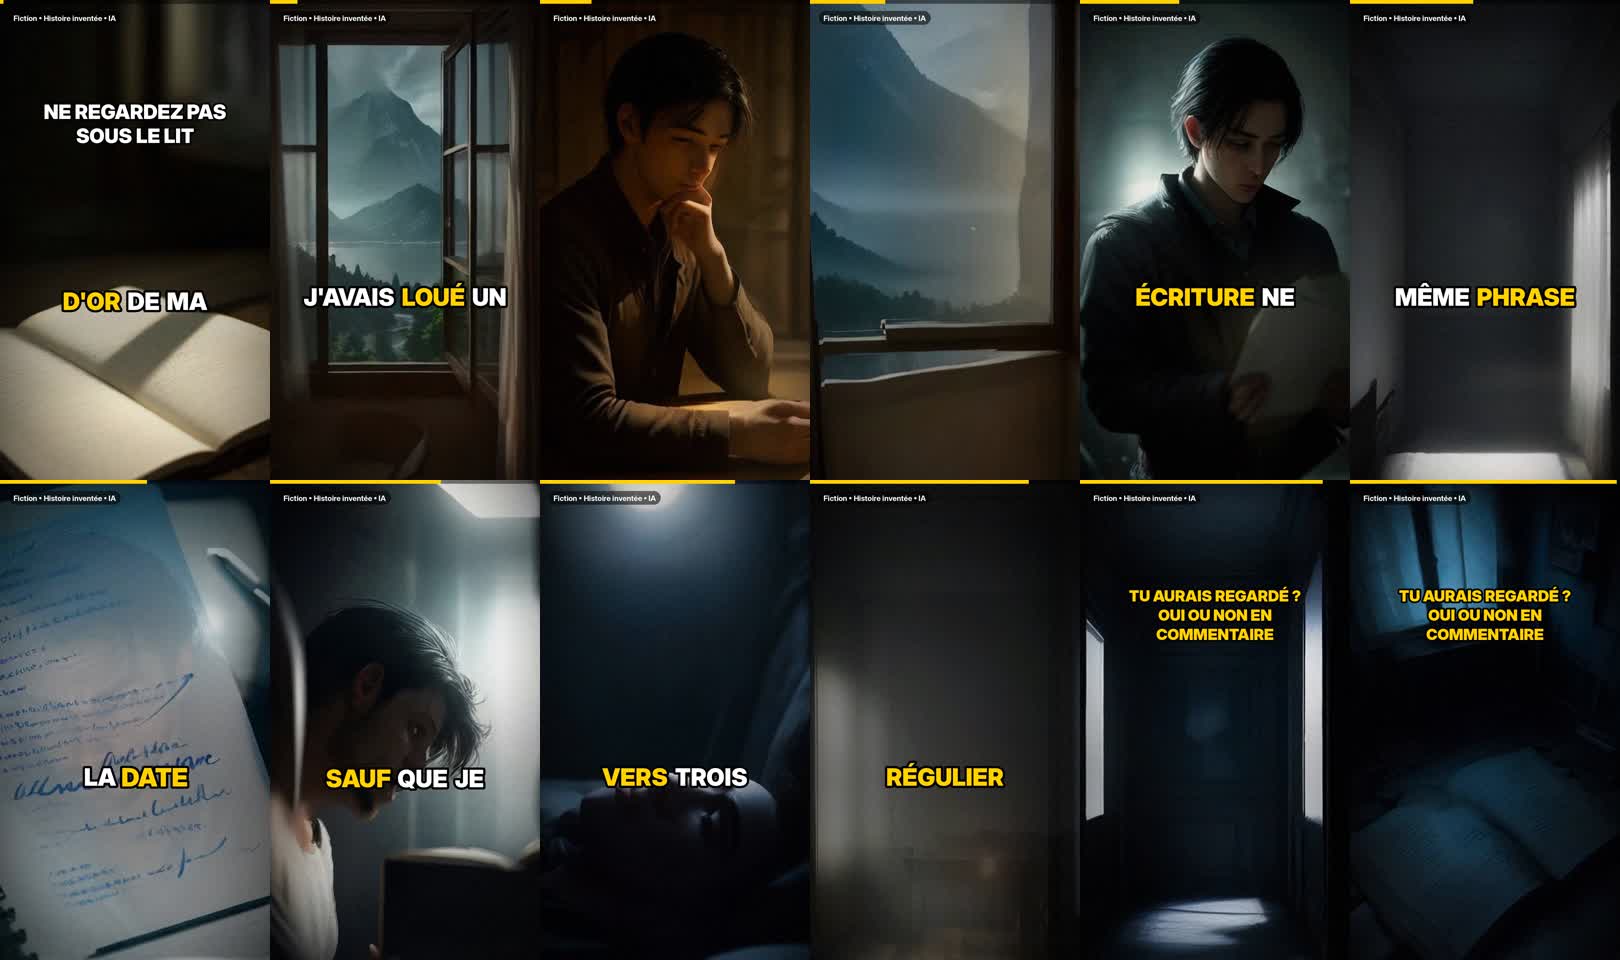 Fiction • Histoire inventée • IA
NE REGARDEZ PAS
SOUS LE LIT
D'OR DE MA
Fiction • Histoire inventée • IA
J'AVAIS LOUÉ UN
Fiction • Histoire inventée • IA
Fiction • Histoire inventée • IA
Fiction • Histoire inventée • IA
ÉCRITURE NE
Fiction • Histoire inventée • IA
MÊME PHRASE
Fiction • Histoire inventée • IA
LA DATE
Fiction • Histoire inventée • IA
SAUF QUE JE
Fiction • Histoire inventée • IA
VERS TROIS
Fiction • Histoire inventée • IA
RÉGULIER
Fiction • Histoire inventée • IA
TU AURAIS REGARDÉ ?
OUI OU NON EN
COMMENTAIRE
Fiction • Histoire inventée • IA
TU AURAIS REGARDÉ ?
OUI OU NON EN
COMMENTAIRE